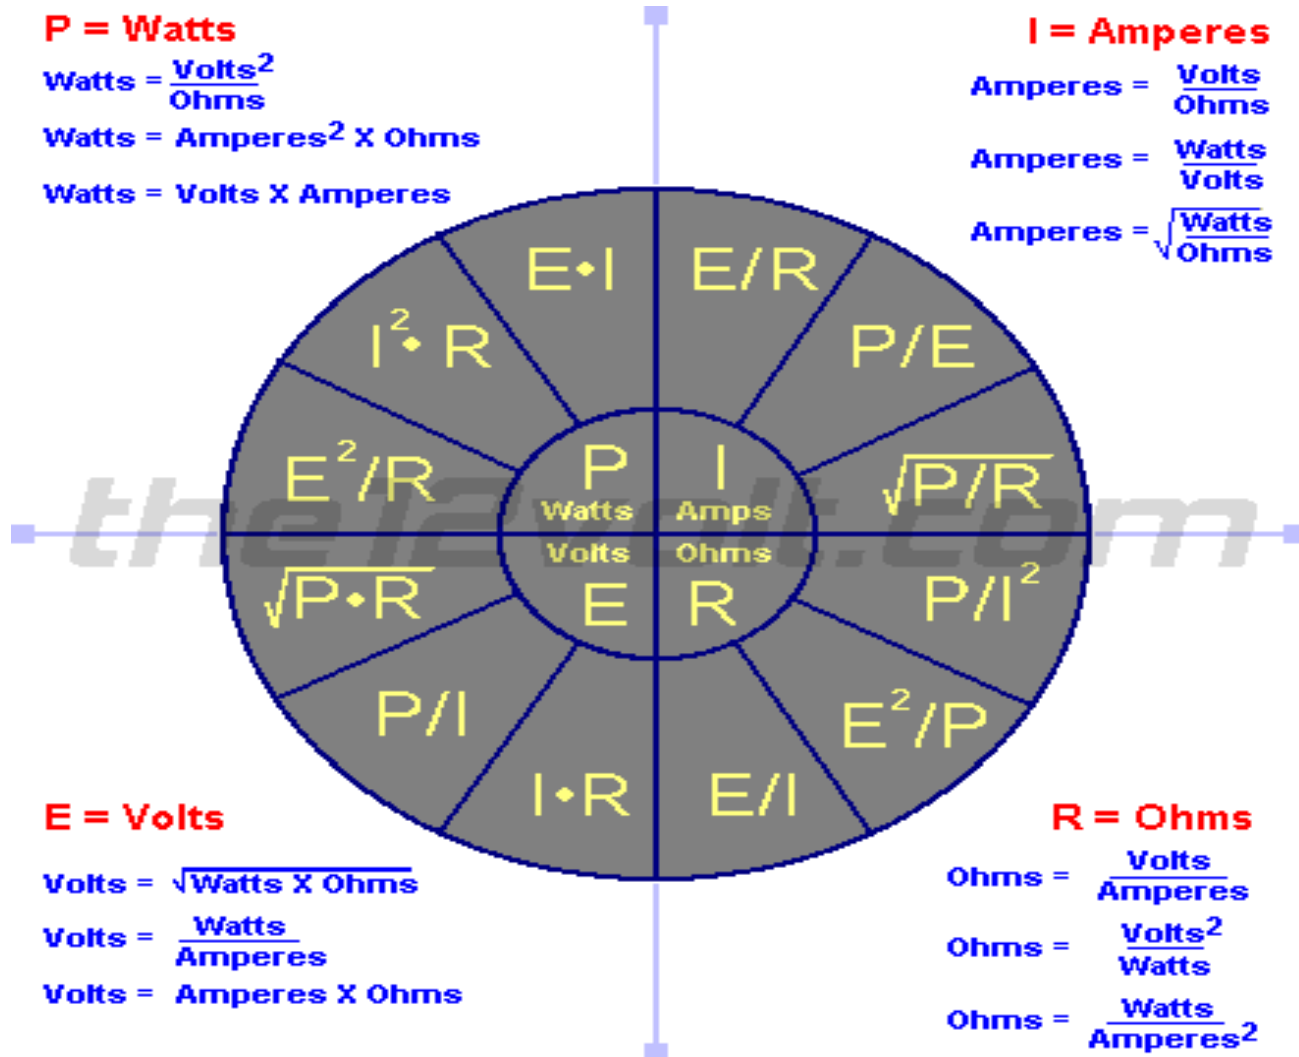 P = Watts
Watts = Volts²
Ohms
Watts = Amperes² X Ohms
Watts = Volts X Amperes
I = Amperes
Amperes = Volts
Ohms
Amperes = Watts
Volts
Amperes = √Watts
Ohms
E•I
E/R
I²• R
P/E
E²/R
√P/R
P
Watts
I
Amps
the12volt.com
Volts
E
Ohms
R
√P•R
P/I²
P/I
E²/P
I•R
E/I
E = Volts
Volts = √Watts X Ohms
Volts = Watts
Amperes
Volts = Amperes X Ohms
R = Ohms
Ohms = Volts
Amperes
Ohms = Volts²
Watts
Ohms = Watts
Amperes²